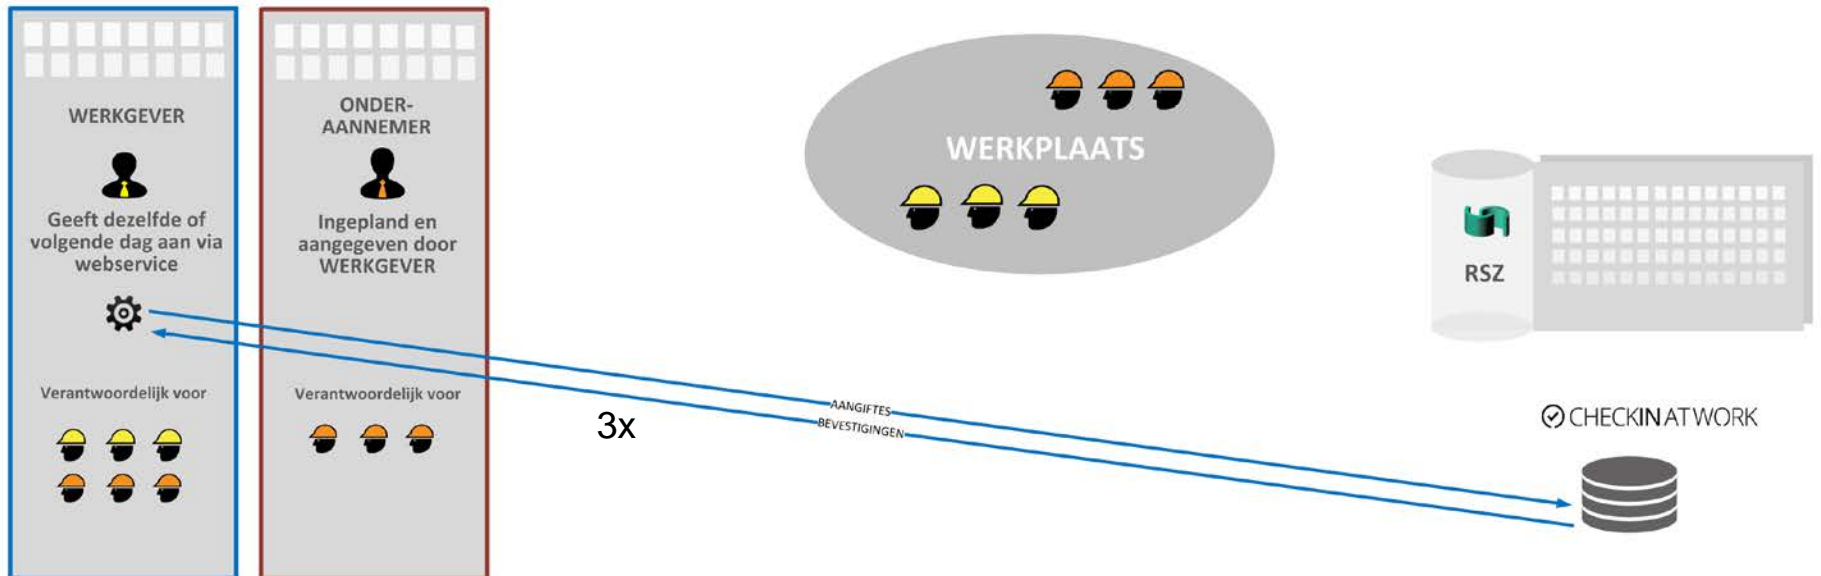 WERKGEVER
Geeft dezelfde of
volgende dag aan via
webservice
Verantwoordelijk voor
ONDER-
AANNEMER
Ingepland en
aangegeven door
WERKGEVER
Verantwoordelijk voor
3x
WERKPLAATS
AANGIFTES
BEVESTIGINGEN
RSZ
CHECKINATWORK